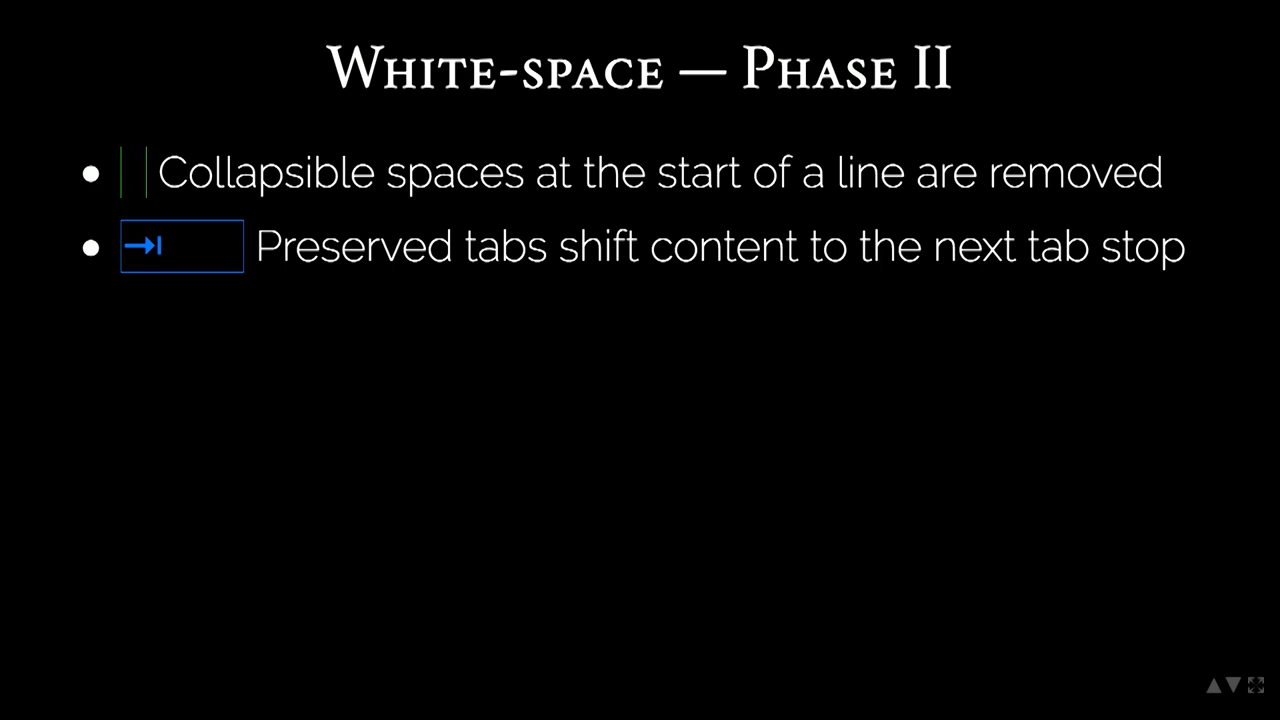 White-space — Phase II
Collapsible spaces at the start of a line are removed
Preserved tabs shift content to the next tab stop